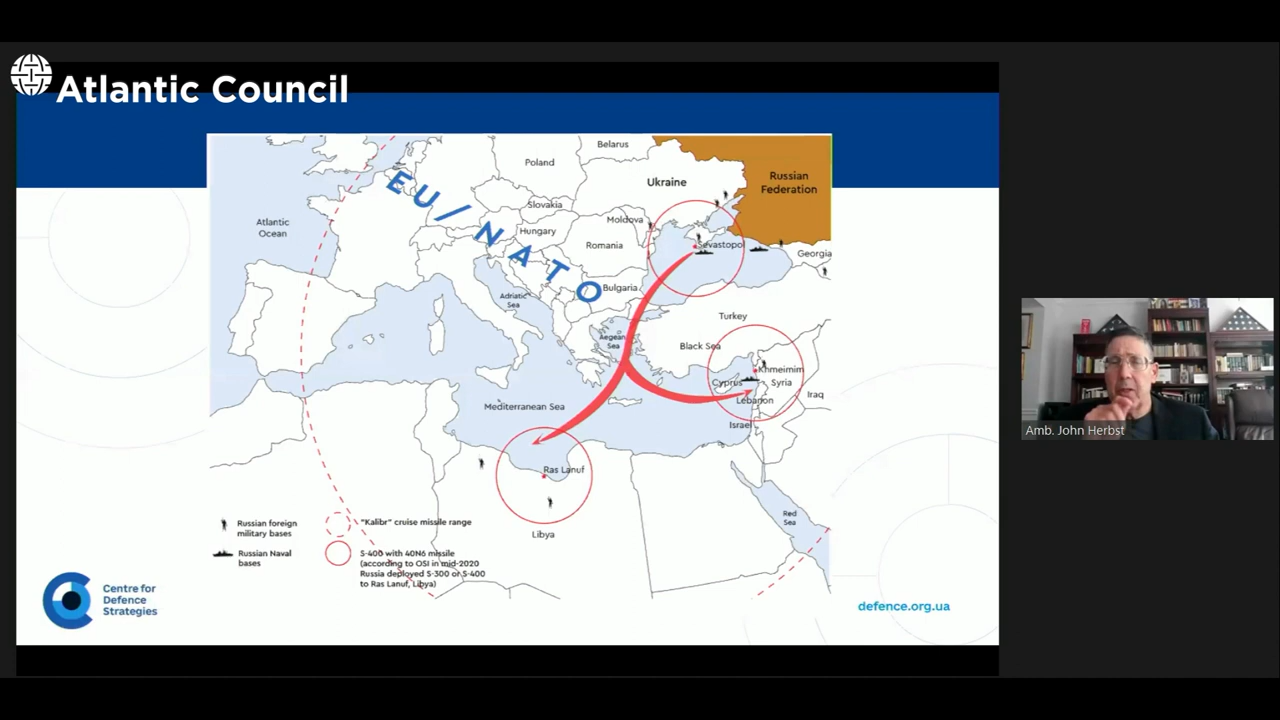 Atlantic Council
Belarus
Poland
Ukraine
Russian
Federation
EU/NATO
Slovakia
Atlantic
Ocean
Moldova
Hungary
Romania
Sevastopol
Georgia
Bulgaria
Adriatic
Sea
Turkey
Aegean
Sea
Black Sea
Khmeimim
Cyprus
Syria
Iraq
Lebanon
Mediterranean Sea
Israel
Ras Lanuf
Red
Sea
Libya
Russian foreign
military bases
"Kalibr" cruise missile range
Russian Naval
bases
S-400 with 40N6 missile
(according to OSI in mid-2020
Russia deployed S-300 or S-400
to Ras Lanuf, Libya)
Centre for
Defence
Strategies
defence.org.ua
Amb. John Herbst